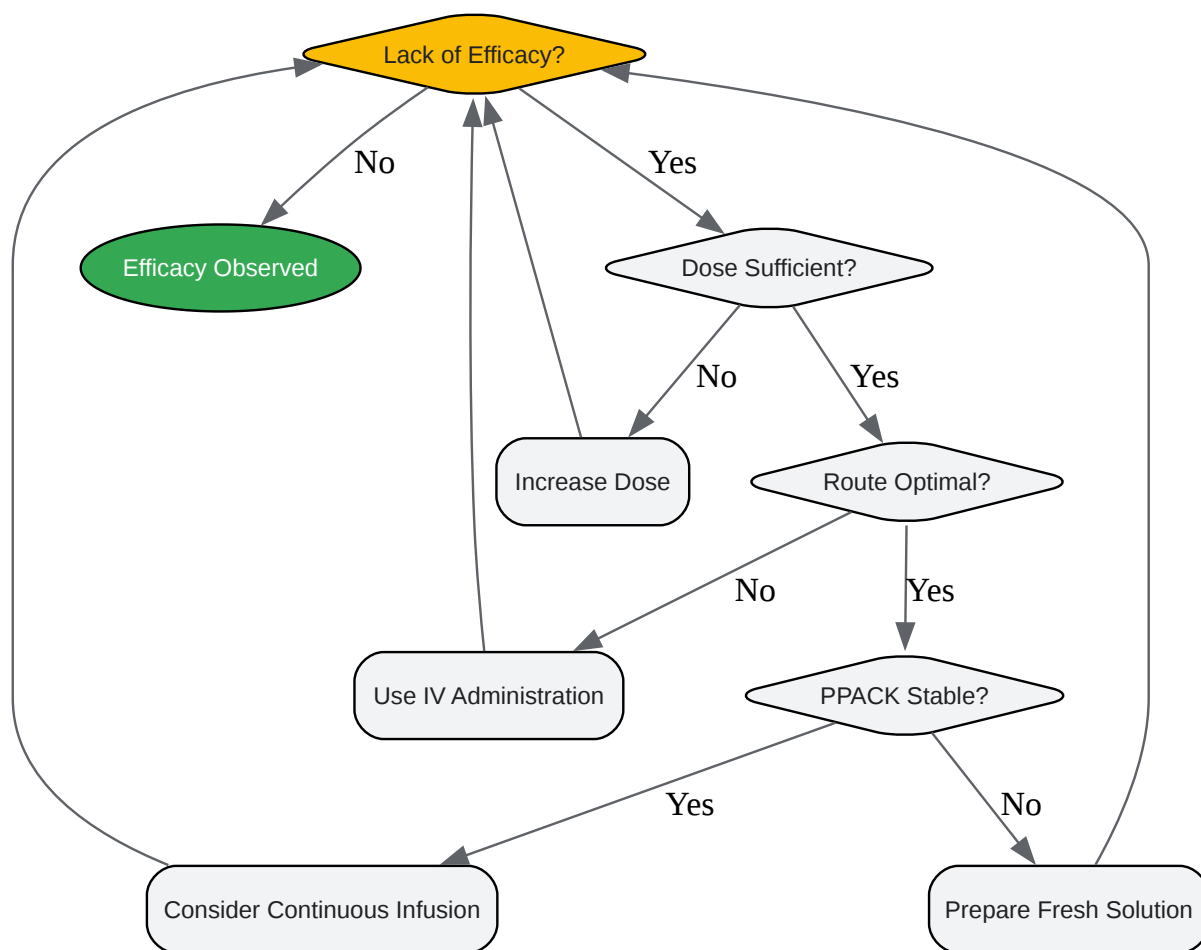 Lack of Efficacy?
No
Yes
Efficacy Observed
Dose Sufficient?
No
Yes
Increase Dose
Route Optimal?
No
Yes
Use IV Administration
PPACK Stable?
Yes
No
Consider Continuous Infusion
Prepare Fresh Solution